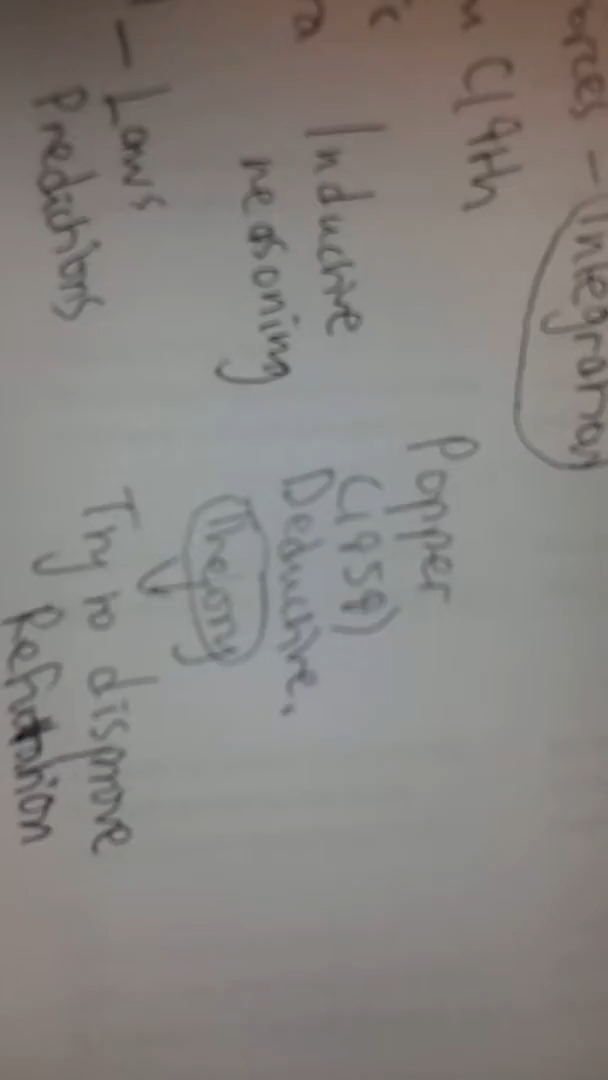 – Integration
C19th
Inductive
reasoning
– Laws
Predictions
Popper
(1959)
Deductive.
Theory
Try to disprove
Refutation